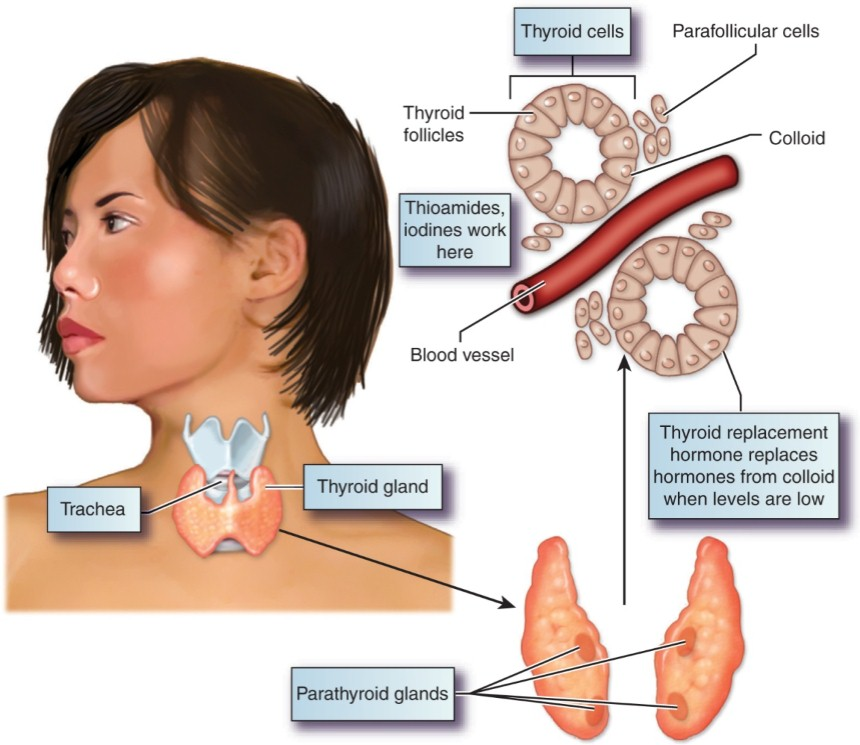 Thyroid cells
Parafollicular cells
Thyroid
follicles
Colloid
Thioamides,
iodines work
here
Blood vessel
Thyroid replacement
hormone replaces
hormones from colloid
when levels are low
Trachea
Thyroid gland
Parathyroid glands